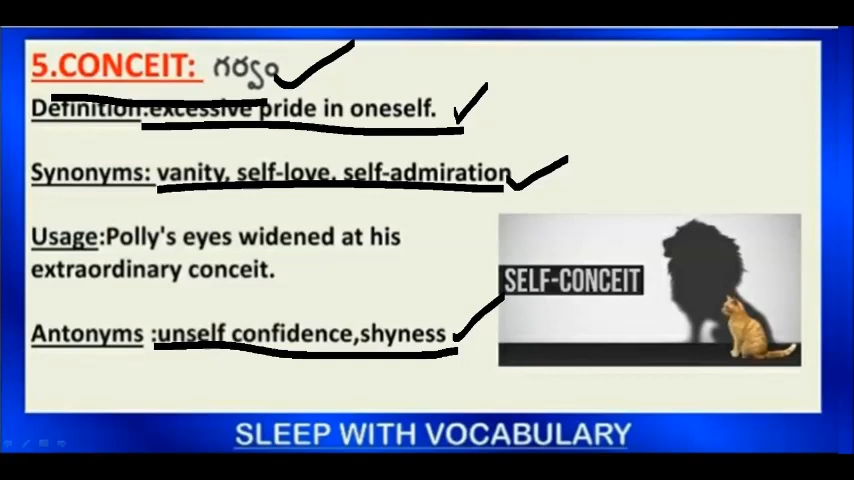 5.CONCEIT: గర్వం
Definition:excessive pride in oneself.
Synonyms: vanity, self-love, self-admiration
Usage:Polly's eyes widened at his
extraordinary conceit.
SELF-CONCEIT
Antonyms :unself confidence,shyness
SLEEP WITH VOCABULARY